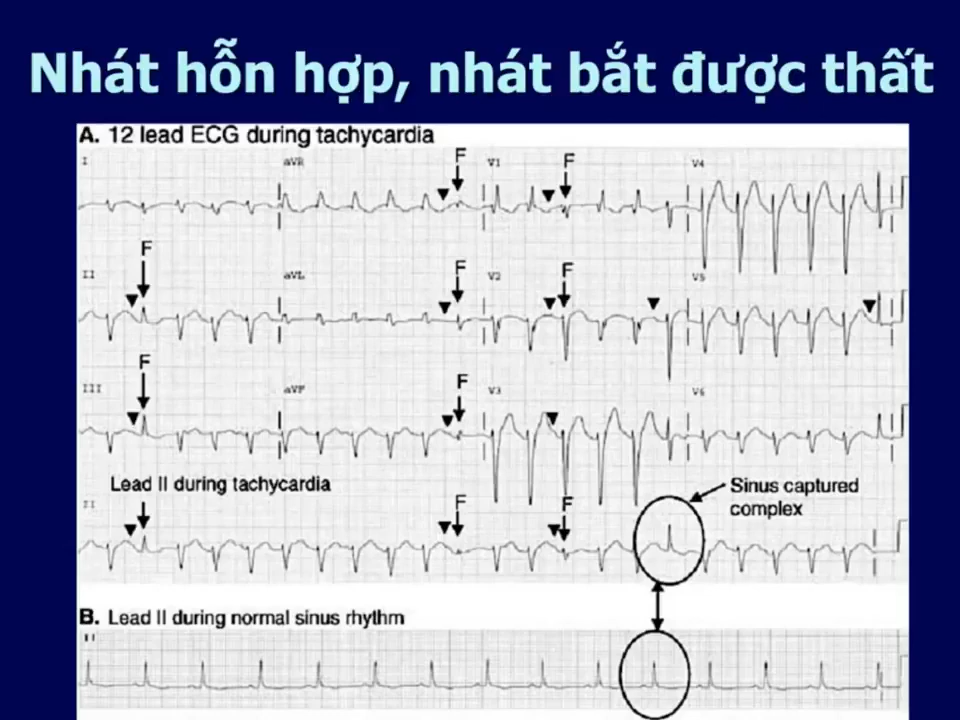 Nhát hỗn hợp, nhát bắt được thất
A. 12 lead ECG during tachycardia
I
aVR
F
V1
F
V4
F
II
aVL
F
V2
F
V5
F
III
aVF
F
V3
V6
Lead II during tachycardia
Sinus captured
complex
II
F
F
B. Lead II during normal sinus rhythm
II